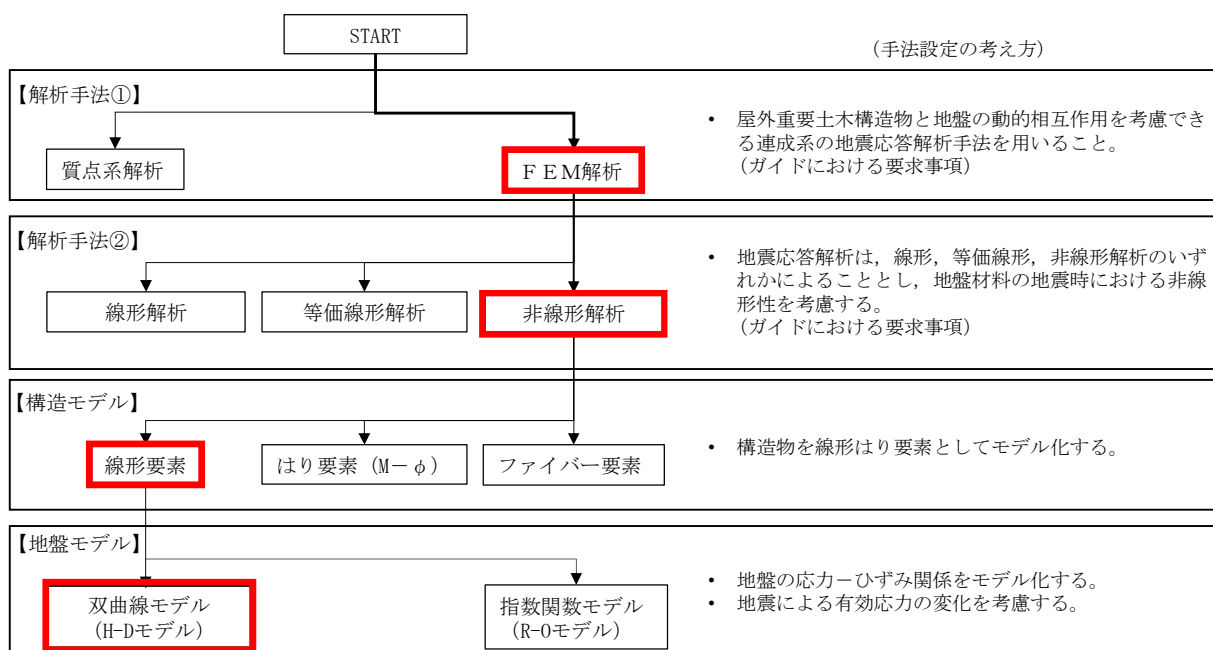 START
(手法設定の考え方)
【解析手法①】
質点系解析
ＦＥＭ解析
• 屋外重要土木構造物と地盤の動的相互作用を考慮でき
る連成系の地震応答解析手法を用いること。
(ガイドにおける要求事項)
【解析手法②】
線形解析
等価線形解析
非線形解析
• 地震応答解析は，線形，等価線形，非線形解析のいず
れかによることとし，地盤材料の地震時における非線
形性を考慮する。
(ガイドにおける要求事項)
【構造モデル】
線形要素
はり要素（M－φ）
ファイバー要素
• 構造物を線形はり要素としてモデル化する。
【地盤モデル】
双曲線モデル
(H-Dモデル)
指数関数モデル
(R-Oモデル)
• 地盤の応力－ひずみ関係をモデル化する。
• 地震による有効応力の変化を考慮する。